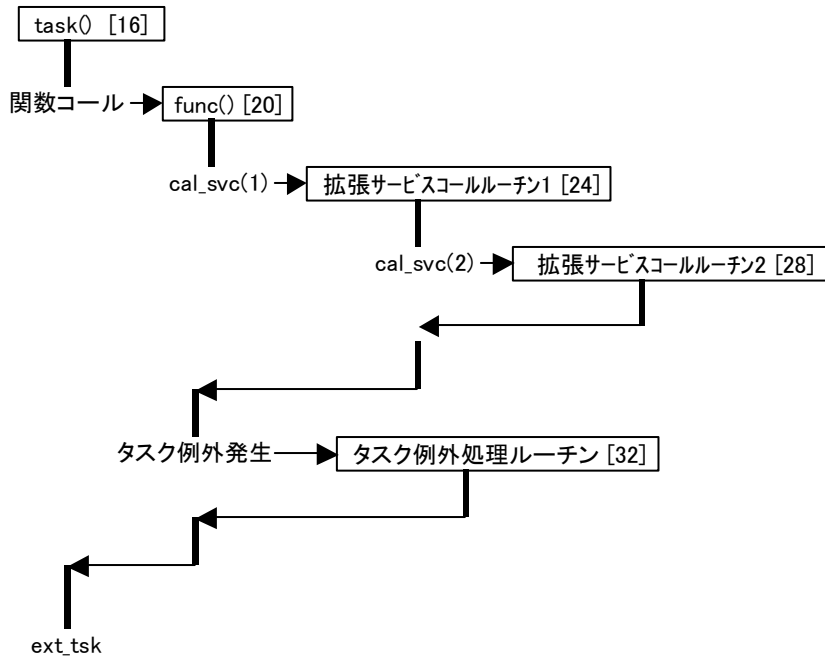 task() [16]
関数コール
func() [20]
cal_svc(1)
拡張サービスコールルーチン1 [24]
cal_svc(2)
拡張サービスコールルーチン2 [28]
タスク例外発生
タスク例外処理ルーチン [32]
ext_tsk